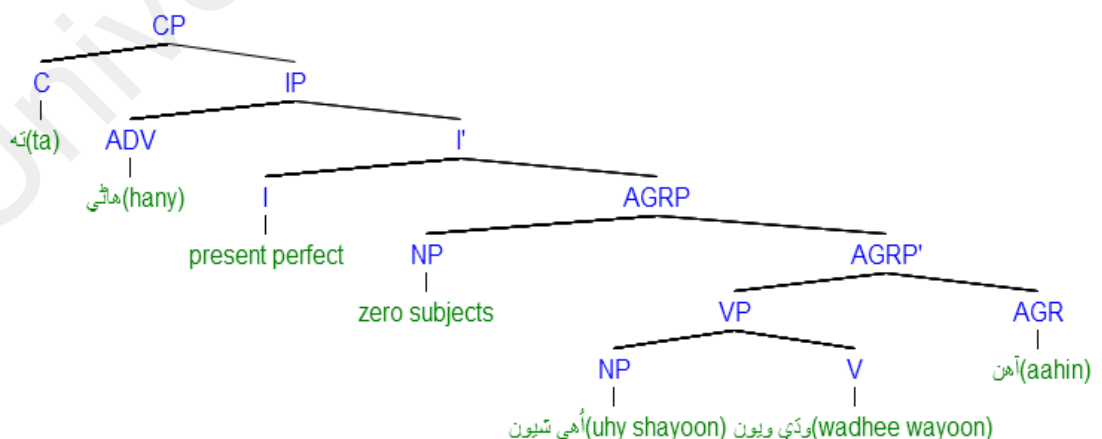 CP
C IP
ته(ta) ADV I'
هاڻي(hany) I AGRP
present perfect NP AGRP'
zero subjects VP AGR
NP V آهن(aahin)
اُهي شيون(uhy shayoon) وڌي ويون(wadhee wayoon)